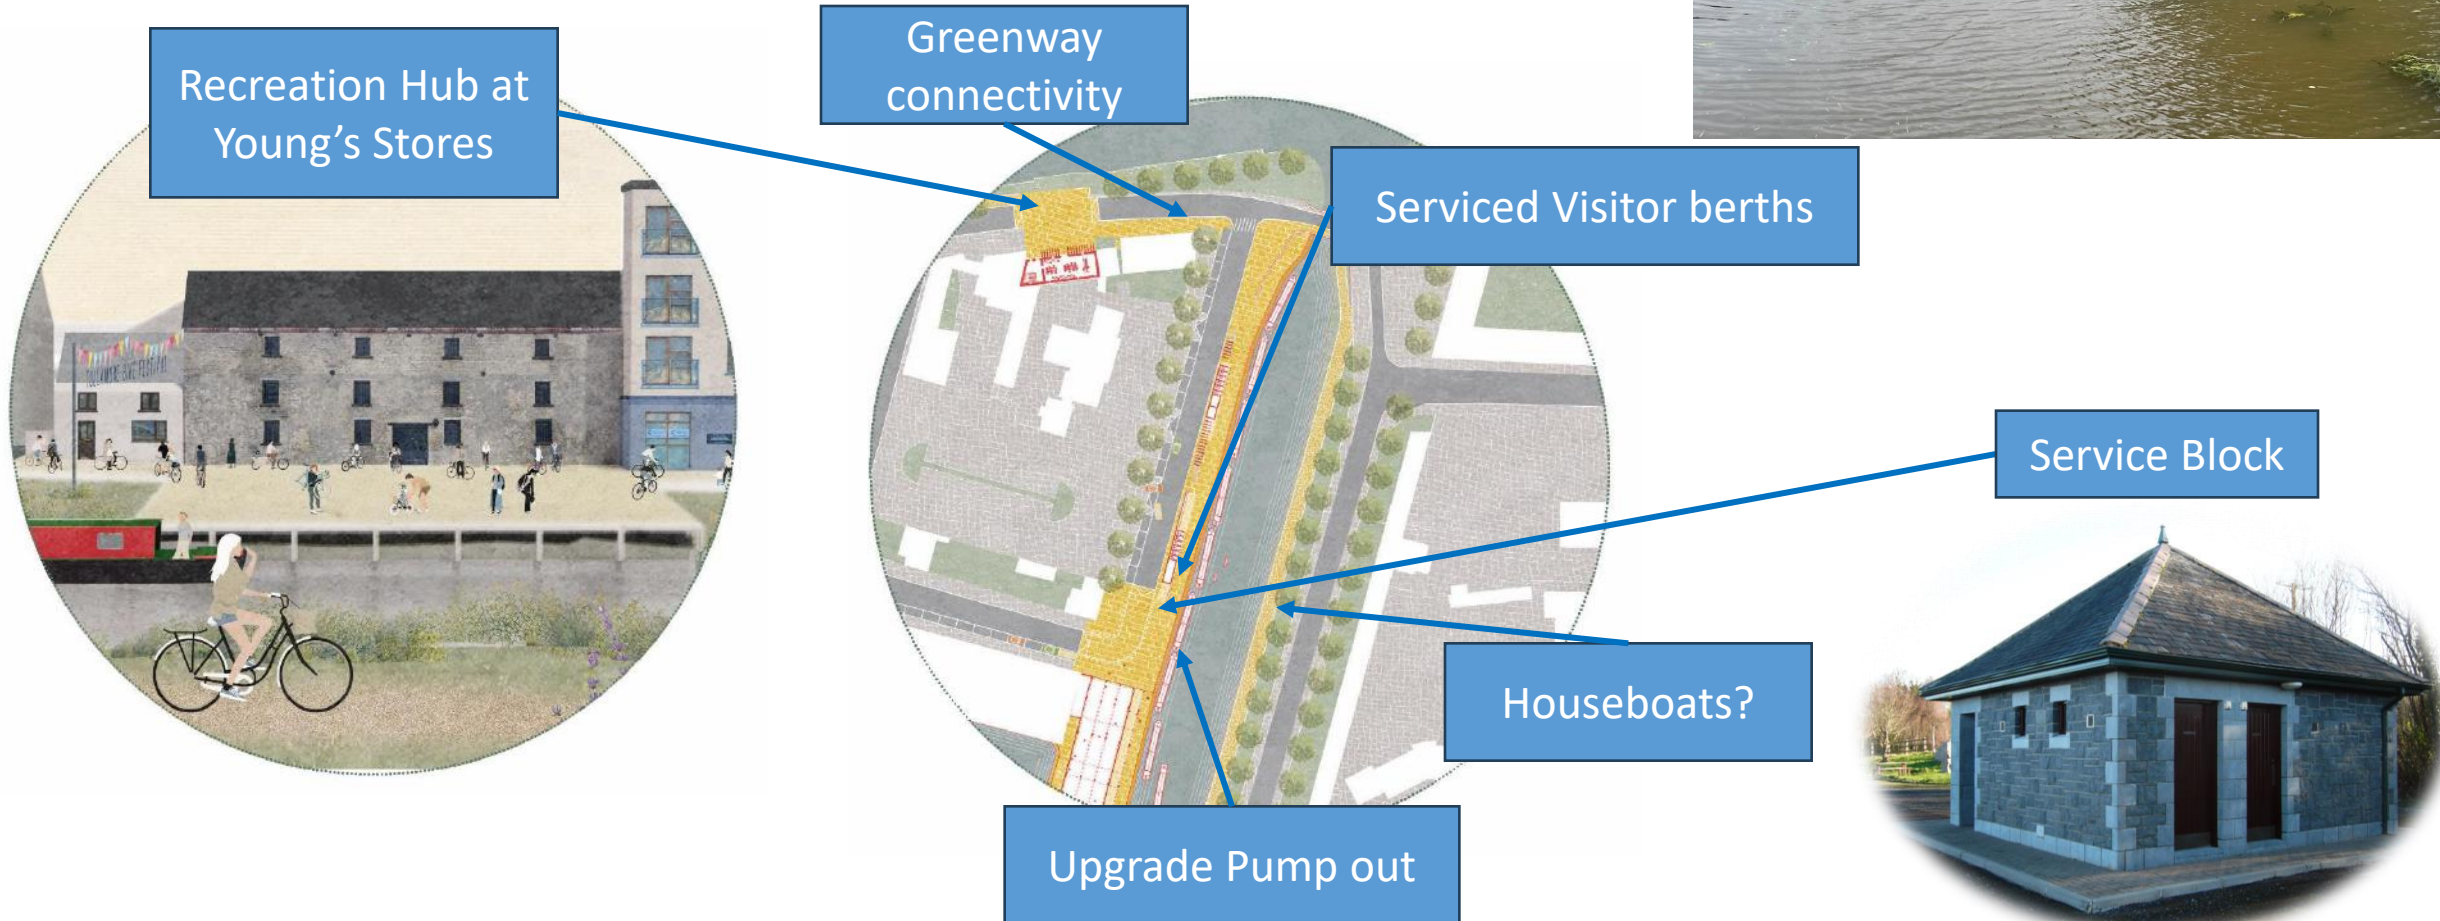 Recreation Hub at
Young’s Stores
Greenway
connectivity
Serviced Visitor berths
Service Block
Houseboats?
Upgrade Pump out